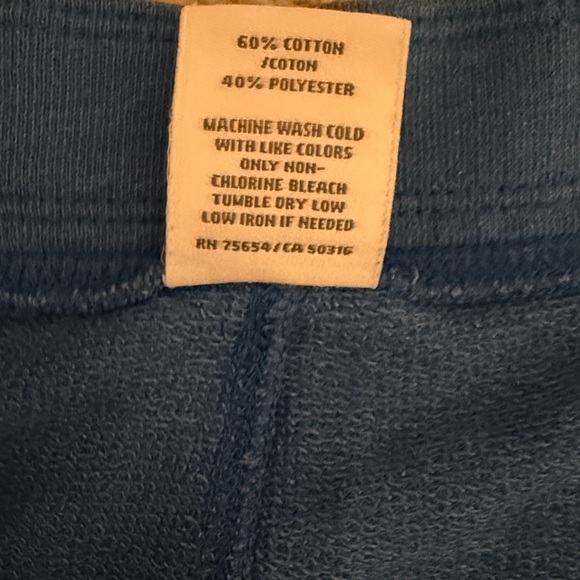 60% COTTON
/COTON
40% POLYESTER
MACHINE WASH COLD
WITH LIKE COLORS
ONLY NON-
CHLORINE BLEACH
TUMBLE DRY LOW
LOW IRON IF NEEDED
RN 75654/CA 50316